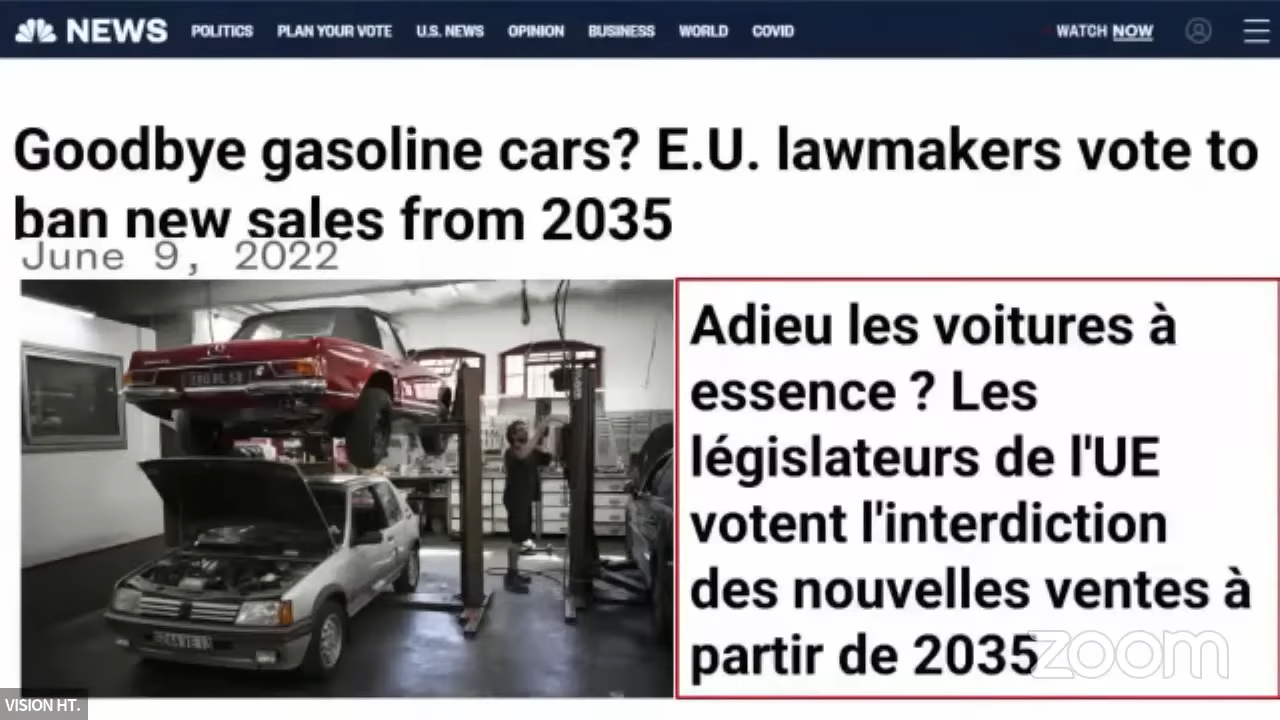 NEWS POLITICS PLAN YOUR VOTE U.S. NEWS OPINION BUSINESS WORLD COVID WATCH NOW
Goodbye gasoline cars? E.U. lawmakers vote to
ban new sales from 2035
June 9, 2022
Adieu les voitures à
essence ? Les
législateurs de l'UE
votent l'interdiction
des nouvelles ventes à
partir de 2035
zoom
VISION HT.